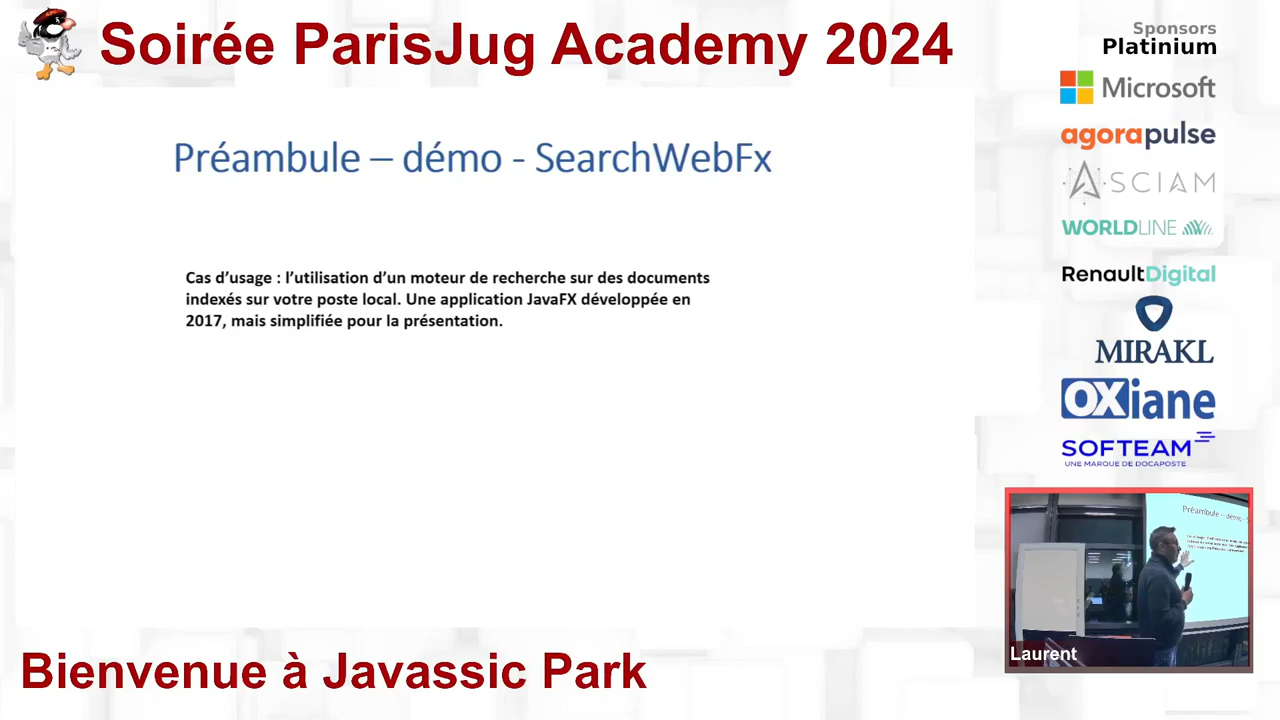 Soirée ParisJug Academy 2024
Sponsors
Platinium
Microsoft
agorapulse
ASCIAM
WORLDLINE
RenaultDigital
MIRAKL
OXiane
SOFTEAM
UNE MARQUE DE DOCAPOSTE
Préambule – démo - SearchWebFx
Cas d’usage : l’utilisation d’un moteur de recherche sur des documents
indexés sur votre poste local. Une application JavaFX développée en
2017, mais simplifiée pour la présentation.
Préambule – démo - S
Laurent
Bienvenue à Javassic Park